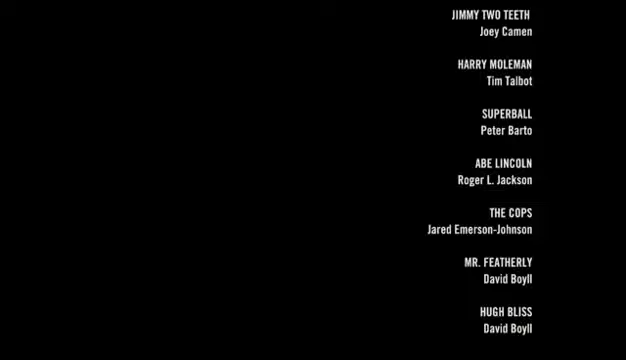 JIMMY TWO TEETH
Joey Camen
HARRY MOLEMAN
Tim Talbot
SUPERBALL
Peter Barto
ABE LINCOLN
Roger L. Jackson
THE COPS
Jared Emerson-Johnson
MR. FEATHERLY
David Boyll
HUGH BLISS
David Boyll